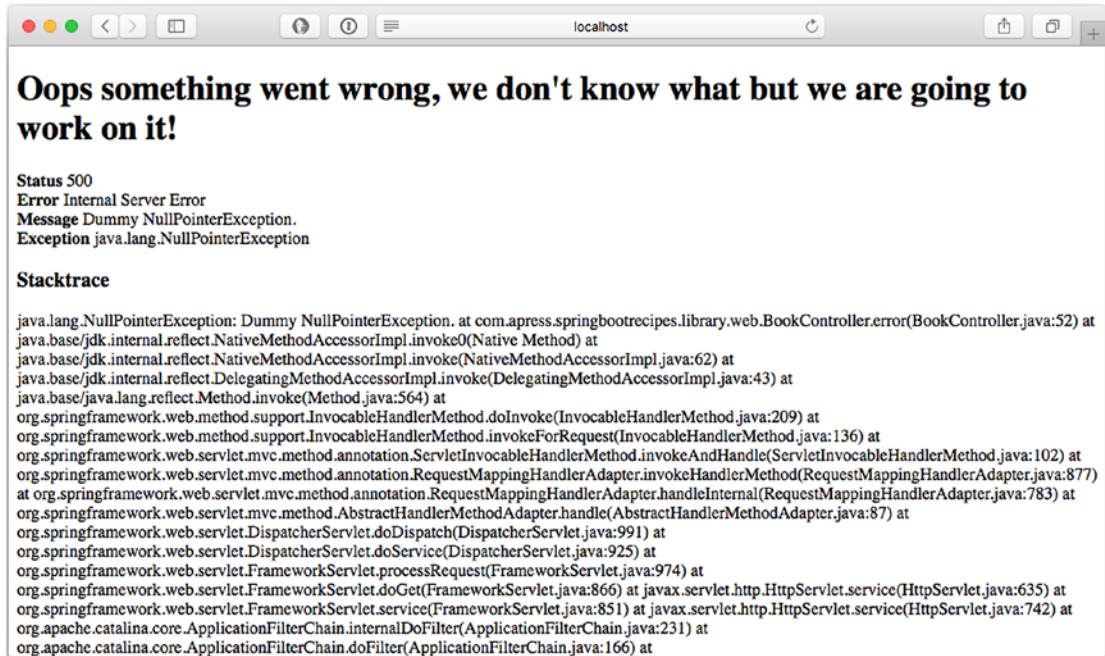 localhost
Oops something went wrong, we don't know what but we are going to
work on it!
Status 500
Error Internal Server Error
Message Dummy NullPointerException.
Exception java.lang.NullPointerException
Stacktrace
java.lang.NullPointerException: Dummy NullPointerException. at com.apress.springbootrecipes.library.web.BookController.error(BookController.java:52) at
java.base/jdk.internal.reflect.NativeMethodAccessorImpl.invoke0(Native Method) at
java.base/jdk.internal.reflect.NativeMethodAccessorImpl.invoke(NativeMethodAccessorImpl.java:62) at
java.base/jdk.internal.reflect.DelegatingMethodAccessorImpl.invoke(DelegatingMethodAccessorImpl.java:43) at
java.base/java.lang.reflect.Method.invoke(Method.java:564) at
org.springframework.web.method.support.InvocableHandlerMethod.doInvoke(InvocableHandlerMethod.java:209) at
org.springframework.web.method.support.InvocableHandlerMethod.invokeForRequest(InvocableHandlerMethod.java:136) at
org.springframework.web.servlet.mvc.method.annotation.ServletInvocableHandlerMethod.invokeAndHandle(ServletInvocableHandlerMethod.java:102) at
org.springframework.web.servlet.mvc.method.annotation.RequestMappingHandlerAdapter.invokeHandlerMethod(RequestMappingHandlerAdapter.java:877)
at org.springframework.web.servlet.mvc.method.annotation.RequestMappingHandlerAdapter.handleInternal(RequestMappingHandlerAdapter.java:783) at
org.springframework.web.servlet.mvc.method.AbstractHandlerMethodAdapter.handle(AbstractHandlerMethodAdapter.java:87) at
org.springframework.web.servlet.DispatcherServlet.doDispatch(DispatcherServlet.java:991) at
org.springframework.web.servlet.DispatcherServlet.doService(DispatcherServlet.java:925) at
org.springframework.web.servlet.FrameworkServlet.processRequest(FrameworkServlet.java:974) at
org.springframework.web.servlet.FrameworkServlet.doGet(FrameworkServlet.java:866) at javax.servlet.http.HttpServlet.service(HttpServlet.java:635) at
org.springframework.web.servlet.FrameworkServlet.service(FrameworkServlet.java:851) at javax.servlet.http.HttpServlet.service(HttpServlet.java:742) at
org.apache.catalina.core.ApplicationFilterChain.internalDoFilter(ApplicationFilterChain.java:231) at
org.apache.catalina.core.ApplicationFilterChain.doFilter(ApplicationFilterChain.java:166) at